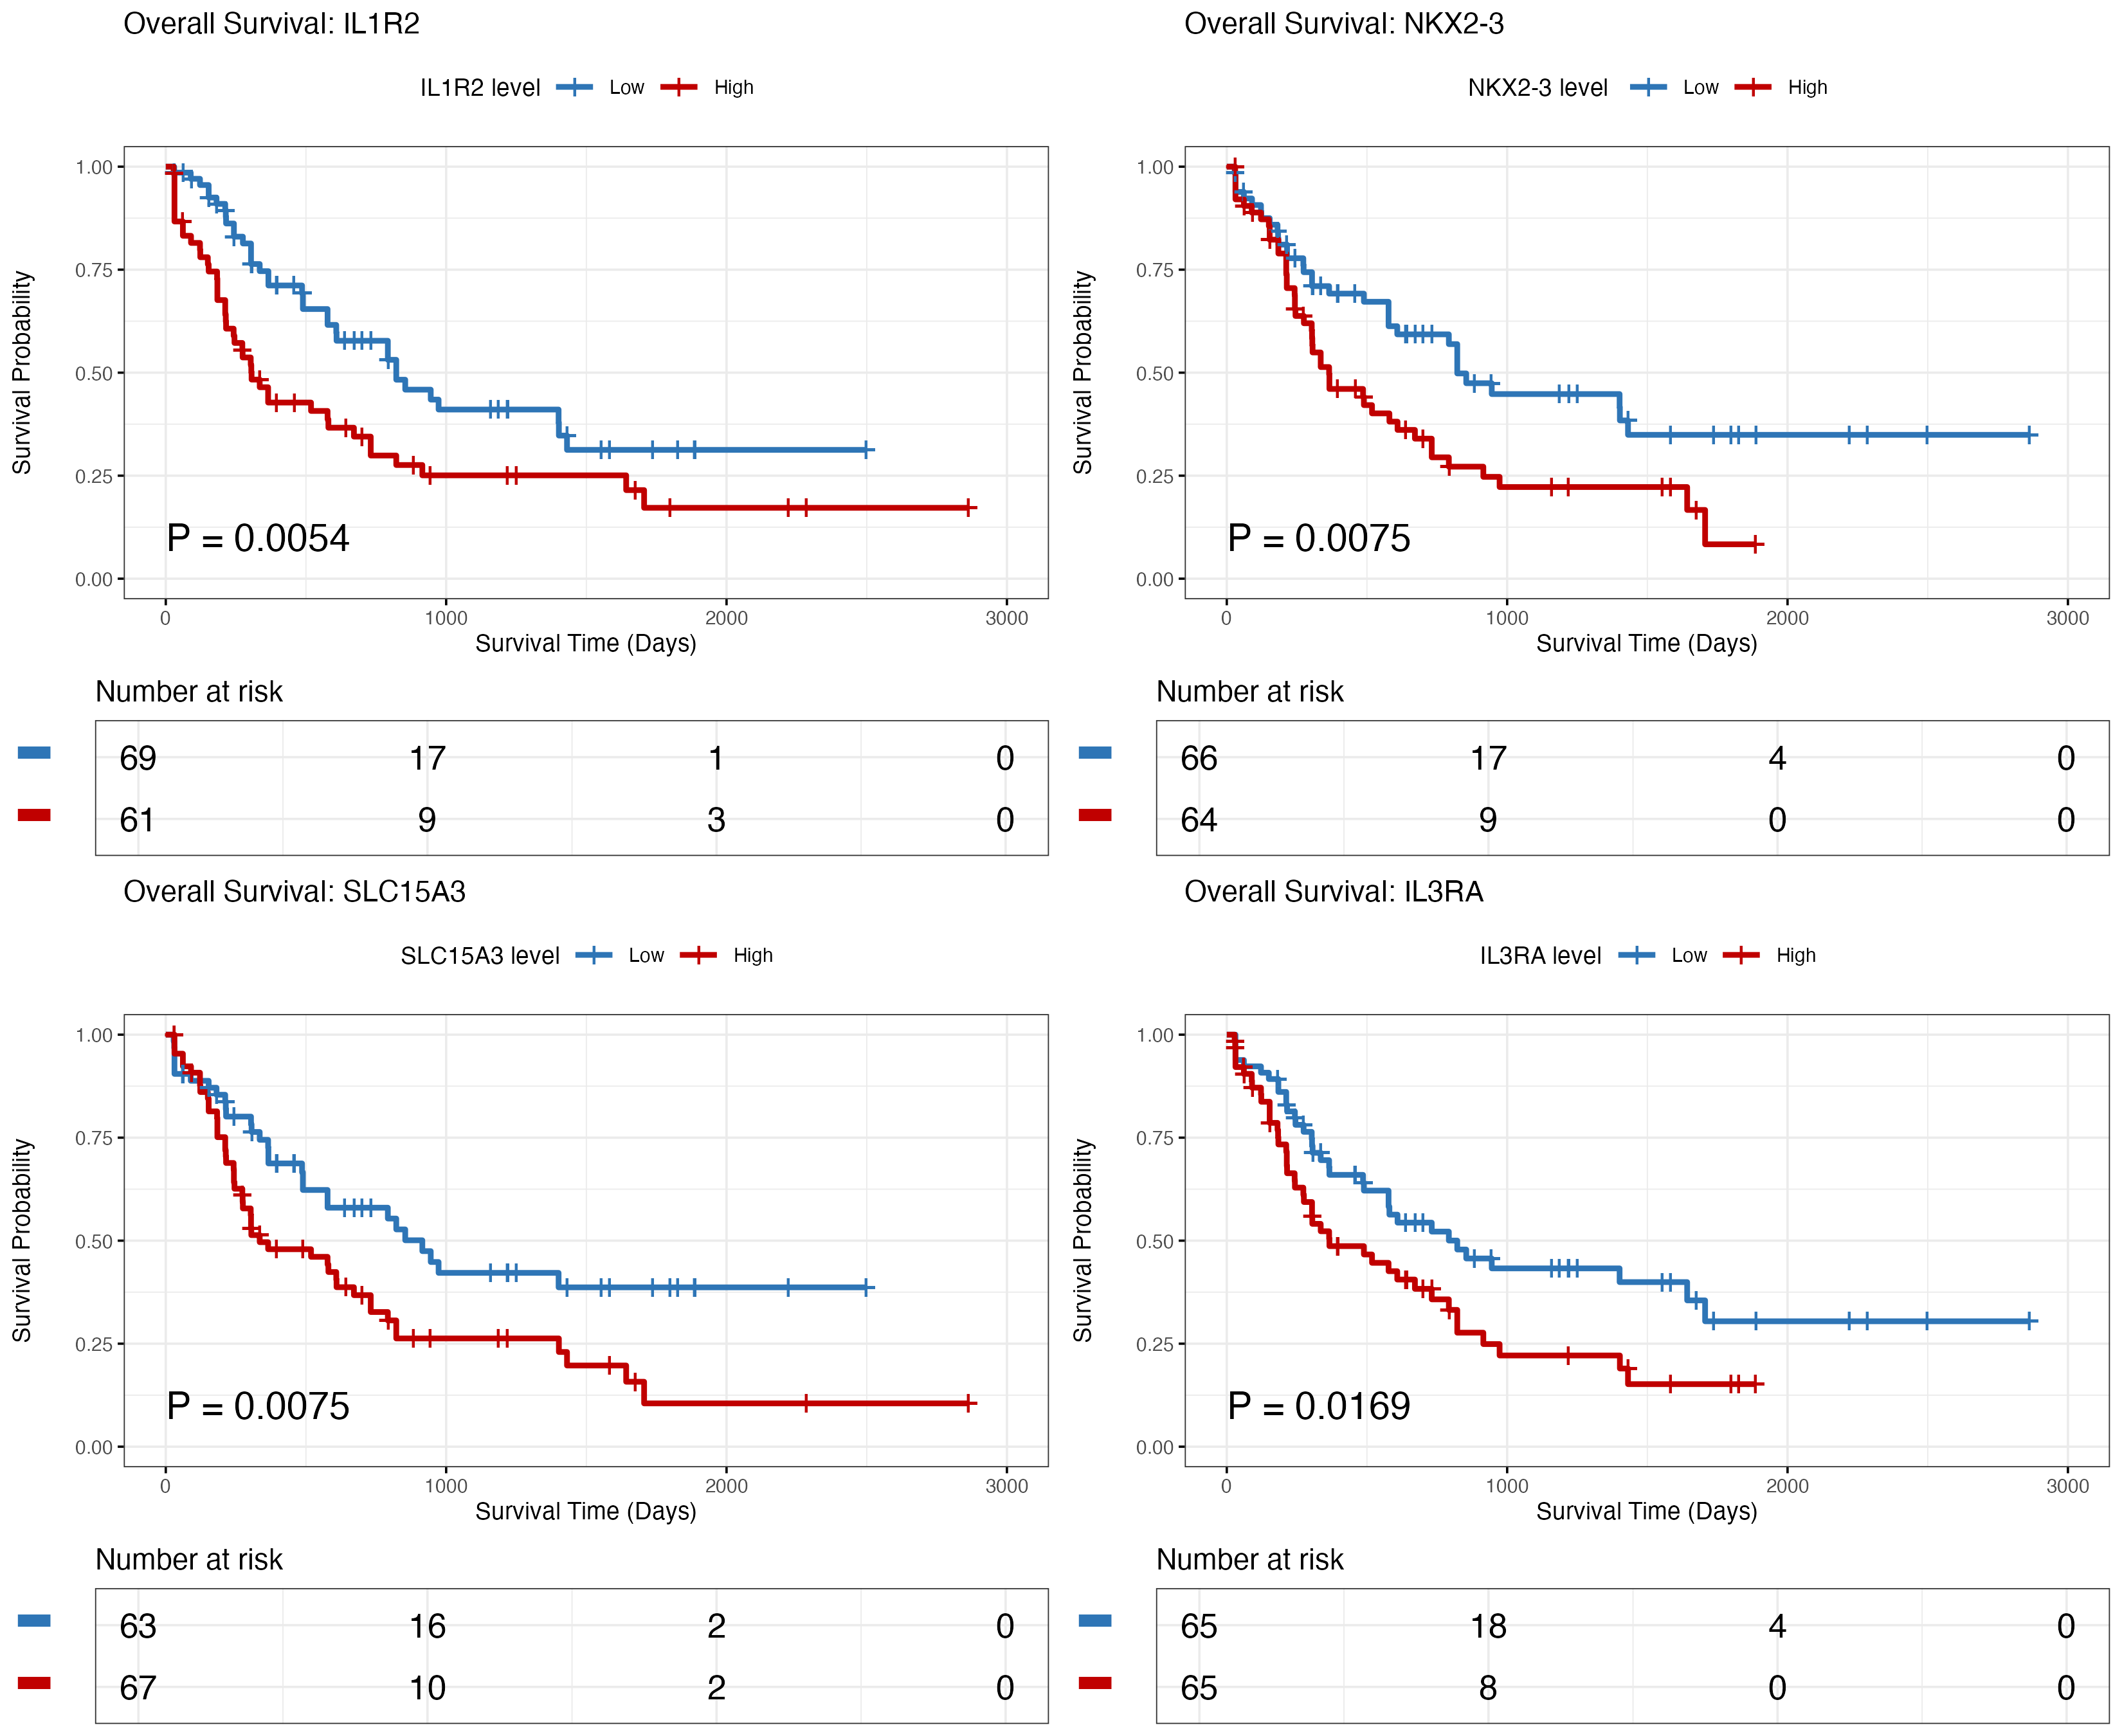 Overall Survival: IL1R2
IL1R2 level Low High
1.00
0.75
0.50
0.25
0.00
Survival Probability
P = 0.0054
0 1000 2000 3000
Survival Time (Days)
Number at risk
69 17 1 0
61 9 3 0
Overall Survival: NKX2-3
NKX2-3 level Low High
1.00
0.75
0.50
0.25
0.00
Survival Probability
P = 0.0075
0 1000 2000 3000
Survival Time (Days)
Number at risk
66 17 4 0
64 9 0 0
Overall Survival: SLC15A3
SLC15A3 level Low High
1.00
0.75
0.50
0.25
0.00
Survival Probability
P = 0.0075
0 1000 2000 3000
Survival Time (Days)
Number at risk
63 16 2 0
67 10 2 0
Overall Survival: IL3RA
IL3RA level Low High
1.00
0.75
0.50
0.25
0.00
Survival Probability
P = 0.0169
0 1000 2000 3000
Survival Time (Days)
Number at risk
65 18 4 0
65 8 0 0